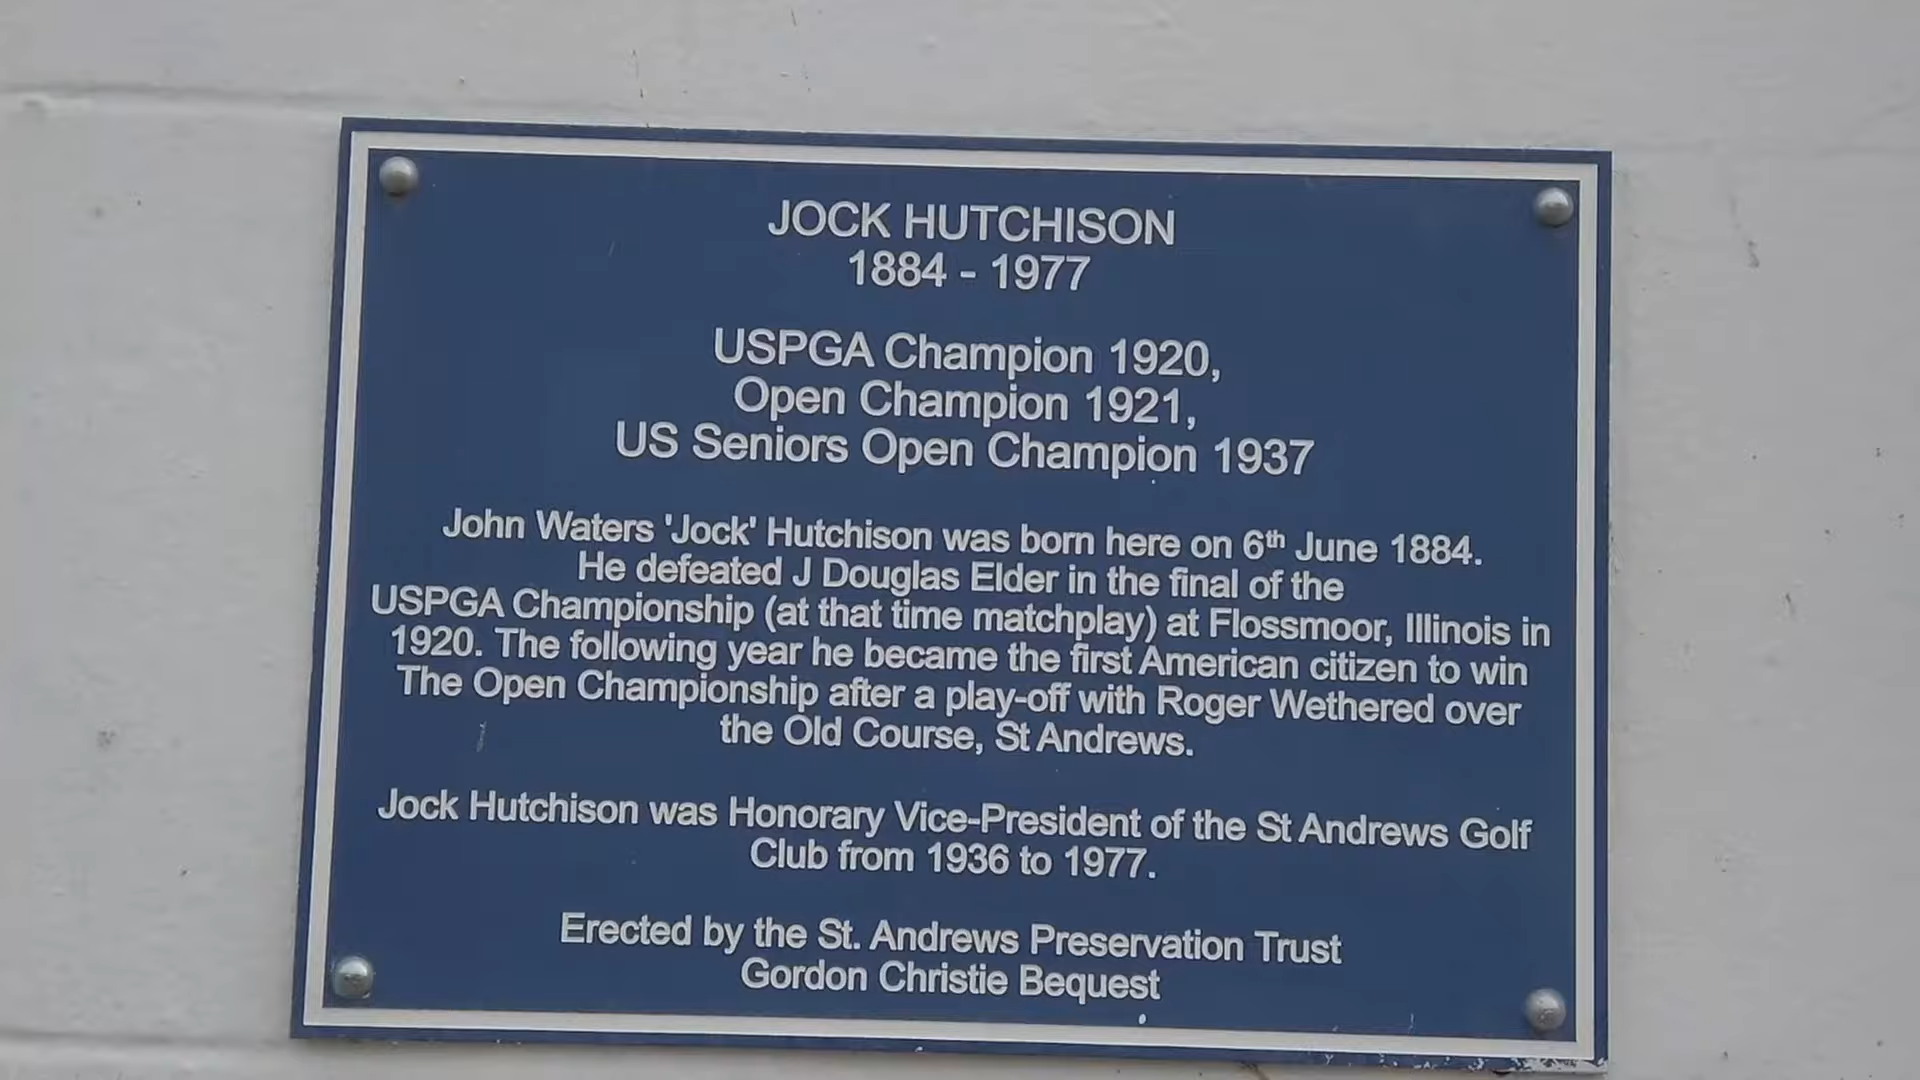 JOCK HUTCHISON
1884 - 1977
USPGA Champion 1920,
Open Champion 1921,
US Seniors Open Champion 1937
John Waters 'Jock' Hutchison was born here on 6th June 1884.
He defeated J Douglas Elder in the final of the
USPGA Championship (at that time matchplay) at Flossmoor, Illinois in
1920. The following year he became the first American citizen to win
The Open Championship after a play-off with Roger Wethered over
the Old Course, St Andrews.
Jock Hutchison was Honorary Vice-President of the St Andrews Golf
Club from 1936 to 1977.
Erected by the St. Andrews Preservation Trust
Gordon Christie Bequest